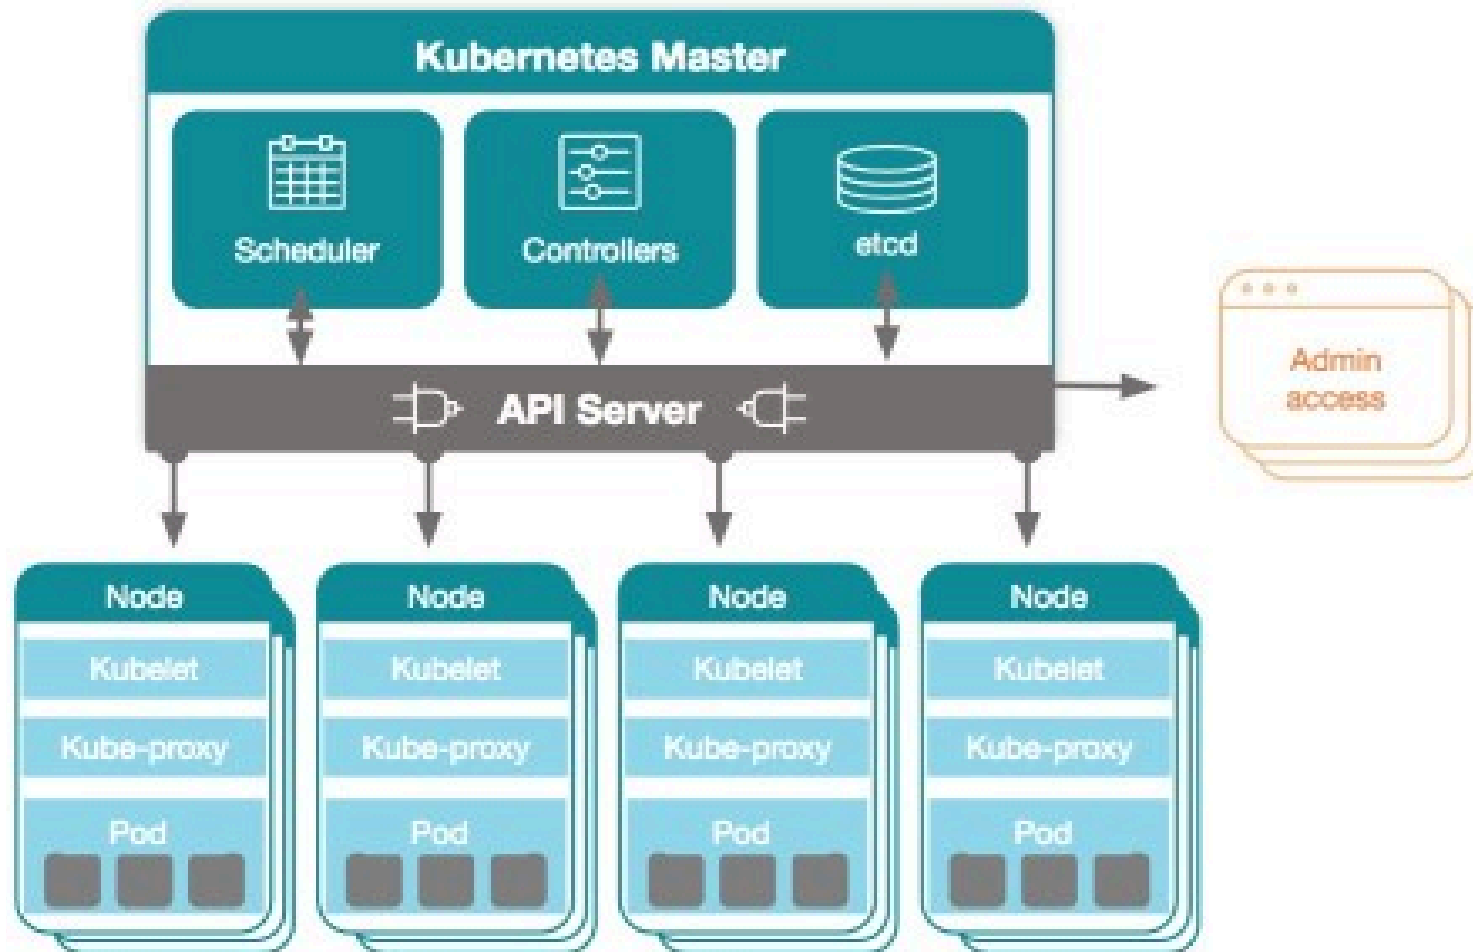 Kubernetes Master
Scheduler
Controllers
etcd
API Server
Admin
access
Node
Kubelet
Kube-proxy
Pod
Node
Kubelet
Kube-proxy
Pod
Node
Kubelet
Kube-proxy
Pod
Node
Kubelet
Kube-proxy
Pod